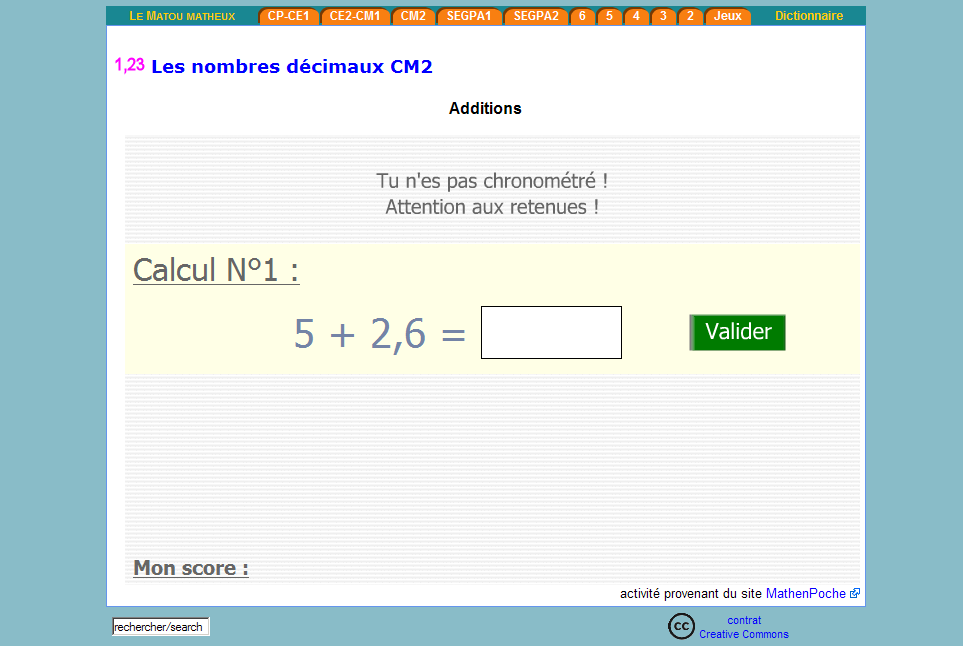 LE MATOU MATHEUX CP-CE1 CE2-CM1 CM2 SEGPA1 SEGPA2 6 5 4 3 2 Jeux Dictionnaire
1,23 Les nombres décimaux CM2
Additions
Tu n'es pas chronométré !
Attention aux retenues !
Calcul N°1 :
5 + 2,6 = Valider
Mon score :
activité provenant du site MathenPoche
rechercher/search
cc contrat
Creative Commons